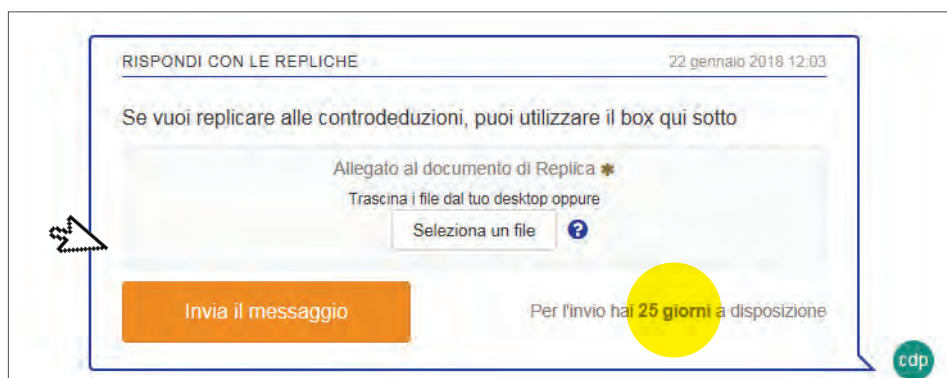 RISPONDI CON LE REPLICHE 22 gennaio 2018 12:03
Se vuoi replicare alle controdeduzioni, puoi utilizzare il box qui sotto
Allegato al documento di Replica ✱
Trascina i file dal tuo desktop oppure
Seleziona un file ?
Invia il messaggio Per l'invio hai 25 giorni a disposizione
cdp